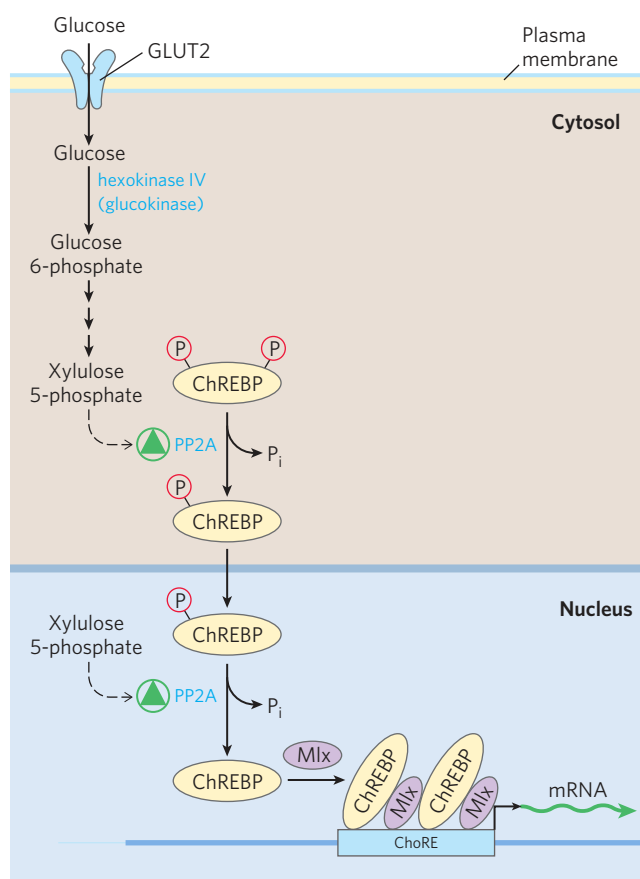 Glucose
GLUT2
Plasma
membrane
Cytosol
Glucose
hexokinase IV
(glucokinase)
Glucose
6-phosphate
Xylulose
5-phosphate
P
P
ChREBP
PP2A
Pi
P
ChREBP
Nucleus
P
ChREBP
Xylulose
5-phosphate
PP2A
Pi
ChREBP
Mlx
ChREBP
Mlx
ChREBP
Mlx
mRNA
ChoRE